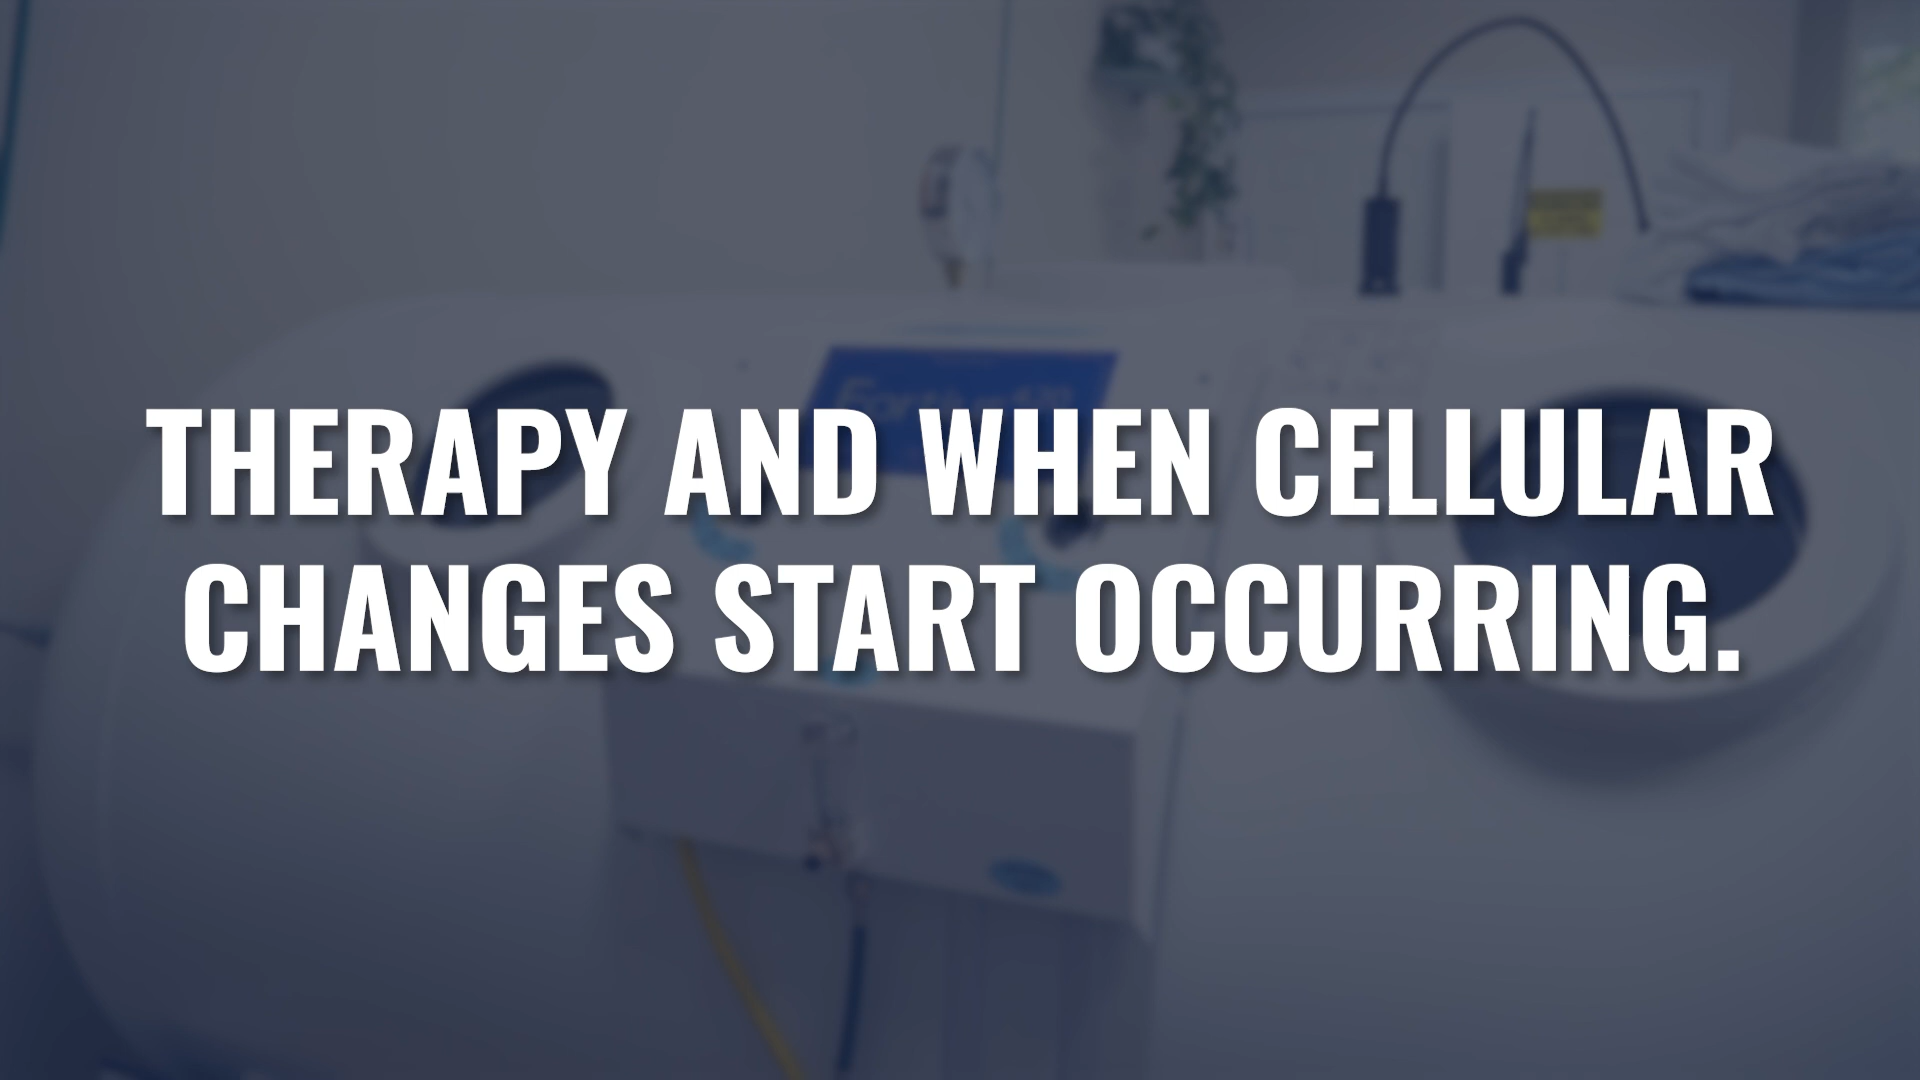 THERAPY AND WHEN CELLULAR
CHANGES START OCCURRING.